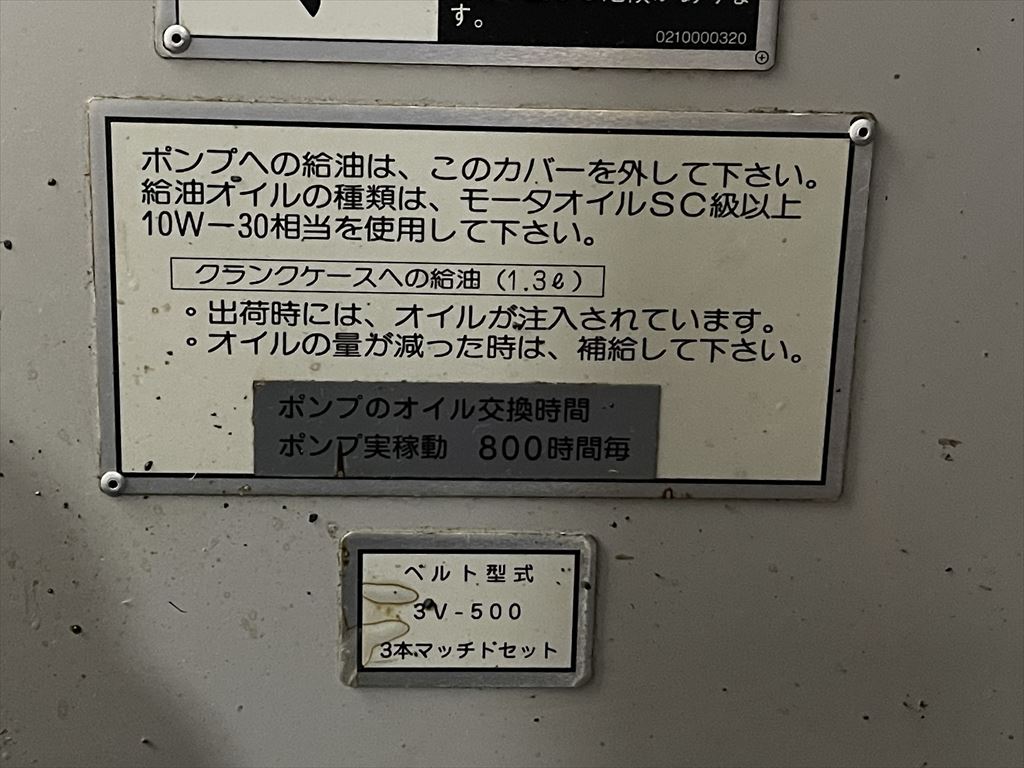 す。
0210000320
ポンプへの給油は、このカバーを外して下さい。
給油オイルの種類は、モータオイルSC級以上
10W－30相当を使用して下さい。
クランクケースへの給油（1.3ℓ）
◦出荷時には、オイルが注入されています。
◦オイルの量が減った時は、補給して下さい。
ポンプのオイル交換時間
ポンプ実稼動　800時間毎
ベルト型式
3V-500
3本マッチドセット